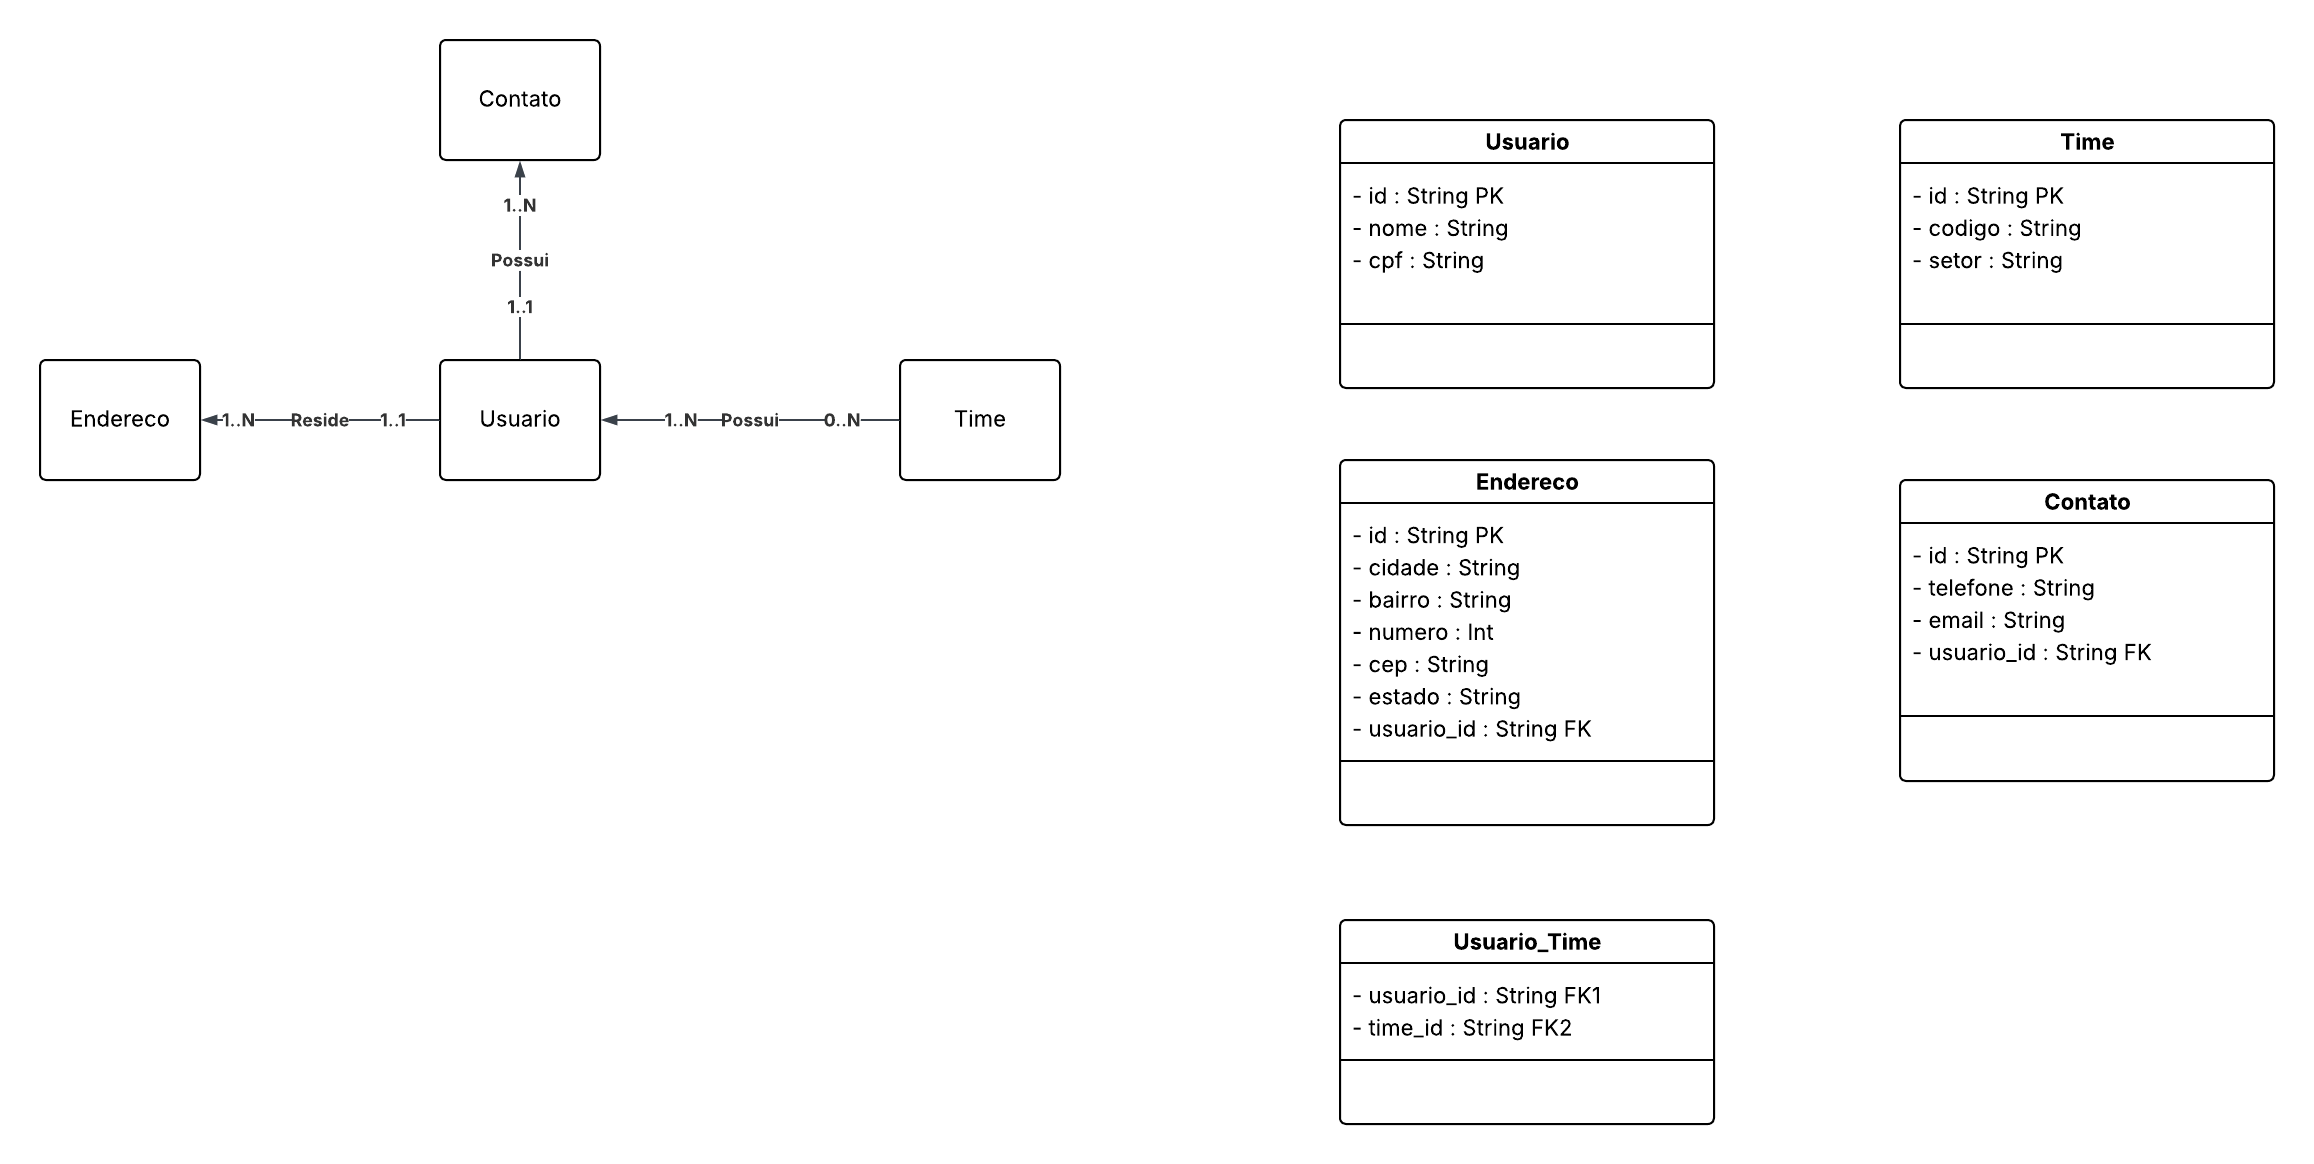 Contato
1..N
Possui
1..1
Endereco
1..N
Reside
1..1
Usuario
1..N
Possui
0..N
Time
Usuario
- id : String PK
- nome : String
- cpf : String
Time
- id : String PK
- codigo : String
- setor : String
Endereco
- id : String PK
- cidade : String
- bairro : String
- numero : Int
- cep : String
- estado : String
- usuario_id : String FK
Contato
- id : String PK
- telefone : String
- email : String
- usuario_id : String FK
Usuario_Time
- usuario_id : String FK1
- time_id : String FK2